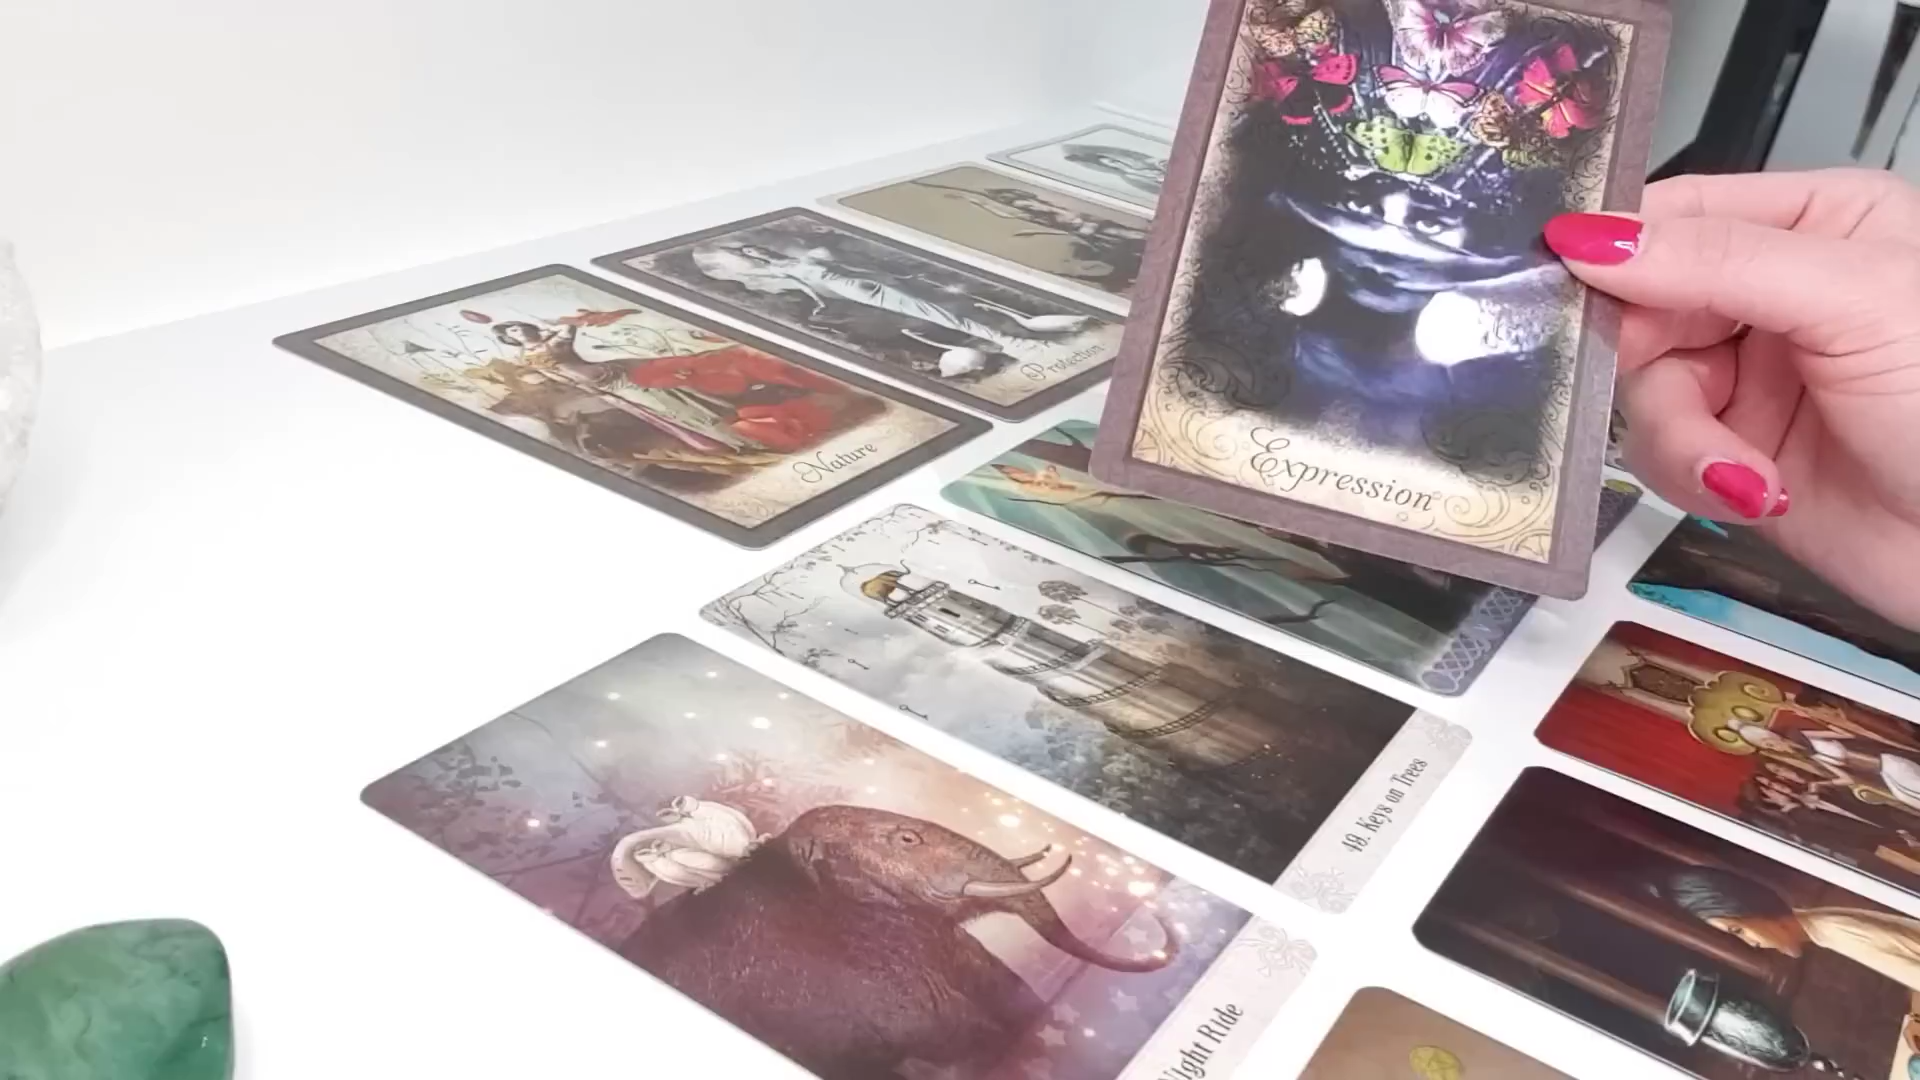 Protection
Expression
Nature
49. Keys on Trees
Night Ride